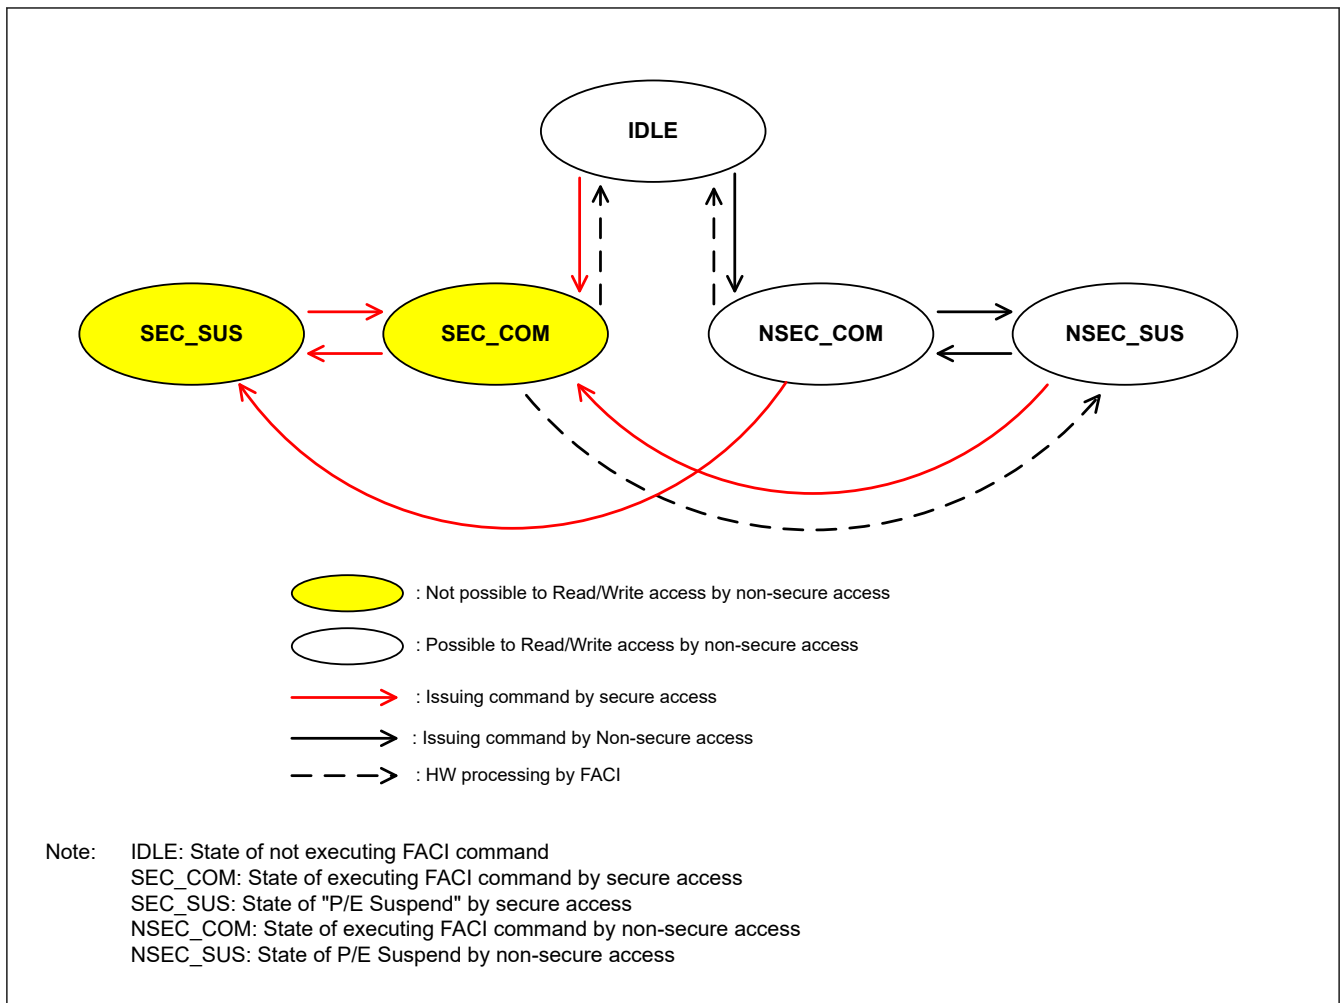 IDLE
SEC_SUS
SEC_COM
NSEC_COM
NSEC_SUS
: Not possible to Read/Write access by non-secure access
: Possible to Read/Write access by non-secure access
: Issuing command by secure access
: Issuing command by Non-secure access
: HW processing by FACI
Note: IDLE: State of not executing FACI command
SEC_COM: State of executing FACI command by secure access
SEC_SUS: State of "P/E Suspend" by secure access
NSEC_COM: State of executing FACI command by non-secure access
NSEC_SUS: State of P/E Suspend by non-secure access